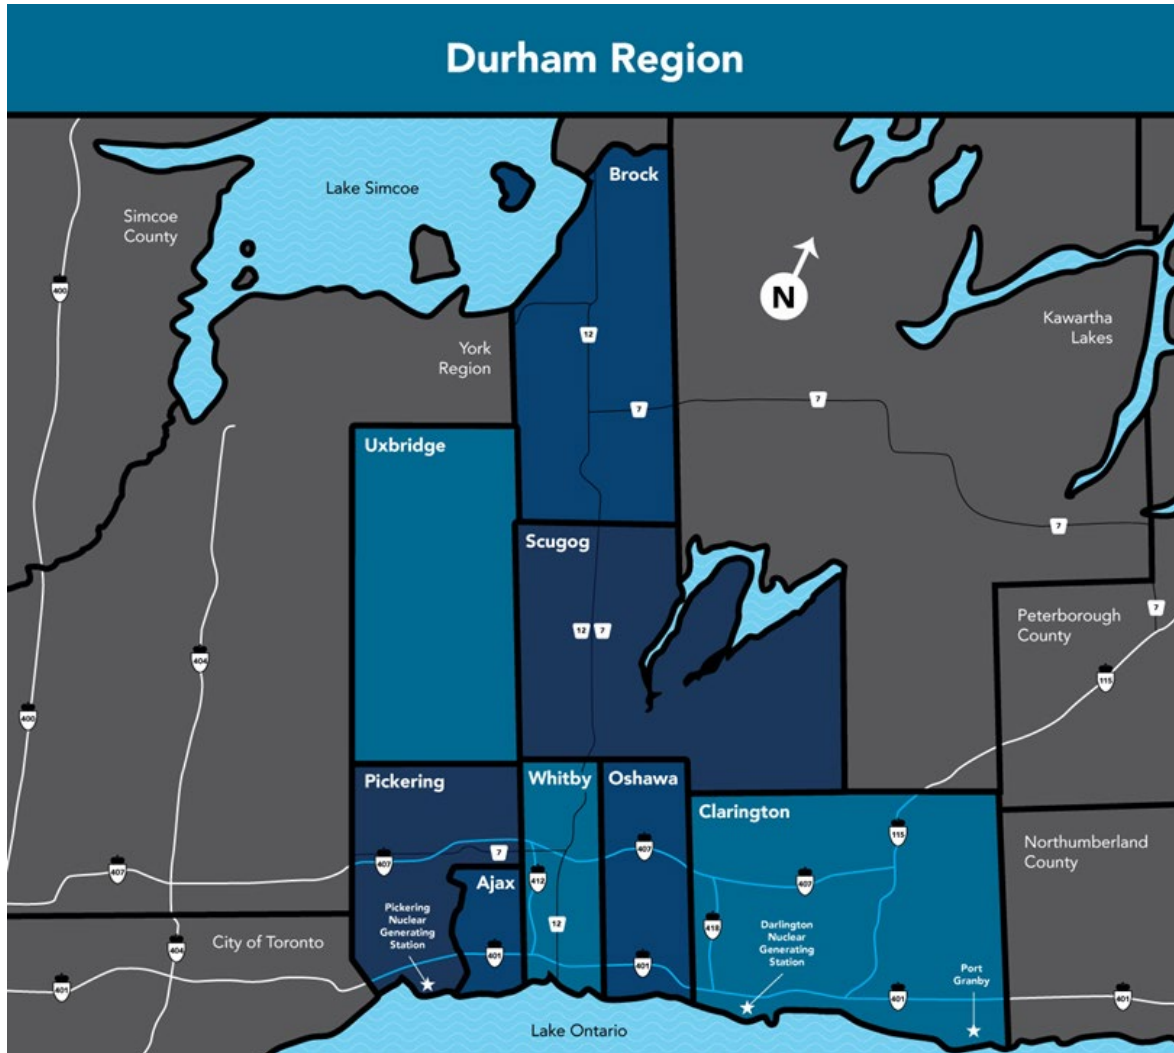 Durham Region
Brock
Lake Simcoe
Simcoe
County
400
N
Kawartha
Lakes
12
York
Region
7
7
Uxbridge
7
Scugog
12
7
Peterborough
County
7
404
115
400
Pickering
Whitby
Oshawa
Clarington
115
Northumberland
County
407
407
7
407
Ajax
412
407
Pickering
Nuclear
Generating
Station
12
418
Darlington
Nuclear
Generating
Station
City of Toronto
404
401
401
Port
Granby
401
401
401
Lake Ontario